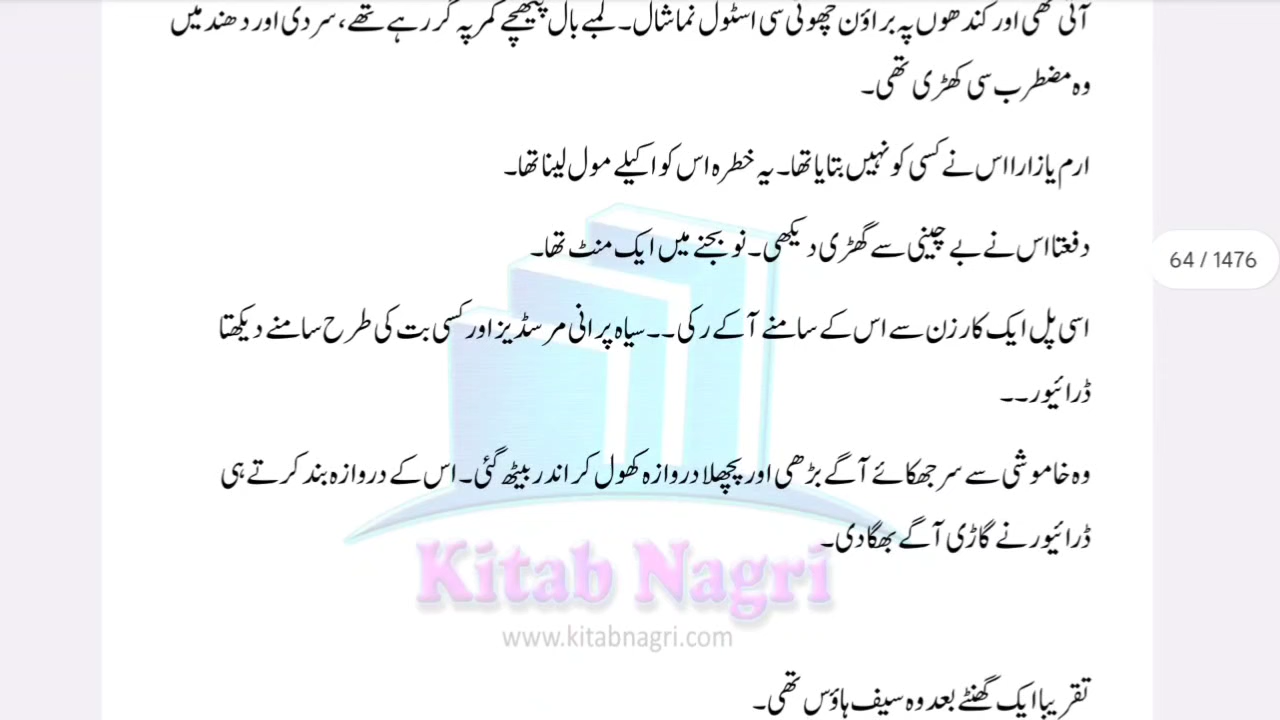 آئی تھی اور کندھوں پہ براؤن چھوٹی سی اسٹول نما شال۔ لمبے بال پیچھے کمر پہ گر رہے تھے، سردی اور دھند میں
وہ مضطرب سی کھڑی تھی۔
ارم یا زارا اس نے کسی کو نہیں بتایا تھا۔ یہ خطرہ اس کو اکیلے مول لینا تھا۔
دفعتا اس نے بے چینی سے گھڑی دیکھی۔ نو بجنے میں ایک منٹ تھا۔
64 / 1476
اسی پل ایک کار زن سے اس کے سامنے آکے رکی۔۔ سیاہ پرانی مرسڈیز اور کسی بت کی طرح سامنے دیکھتا
ڈرائیور۔۔
وہ خاموشی سے سر جھکائے آگے بڑھی اور پچھلا دروازہ کھول کر اندر بیٹھ گئی۔ اس کے دروازہ بند کرتے ہی
ڈرائیور نے گاڑی آگے بھگا دی۔
Kitab Nagri
www.kitabnagri.com
تقریبا ایک گھنٹے بعد وہ سیف ہاؤس تھی۔